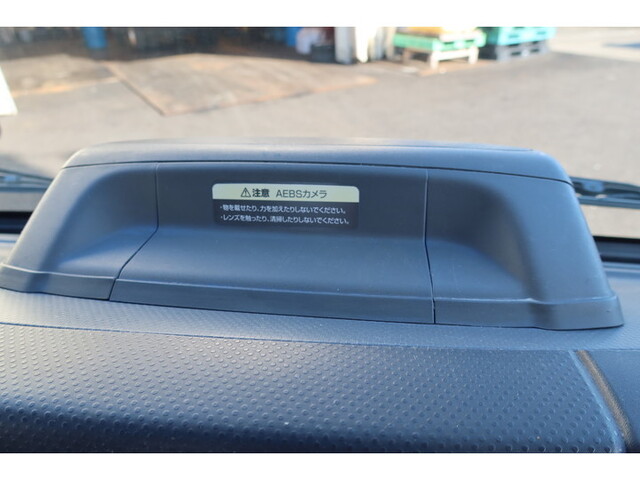 ⚠注意 AEBSカメラ
・物を載せたり、力を加えたりしないでください。
・レンズを触ったり、清掃したりしないでください。